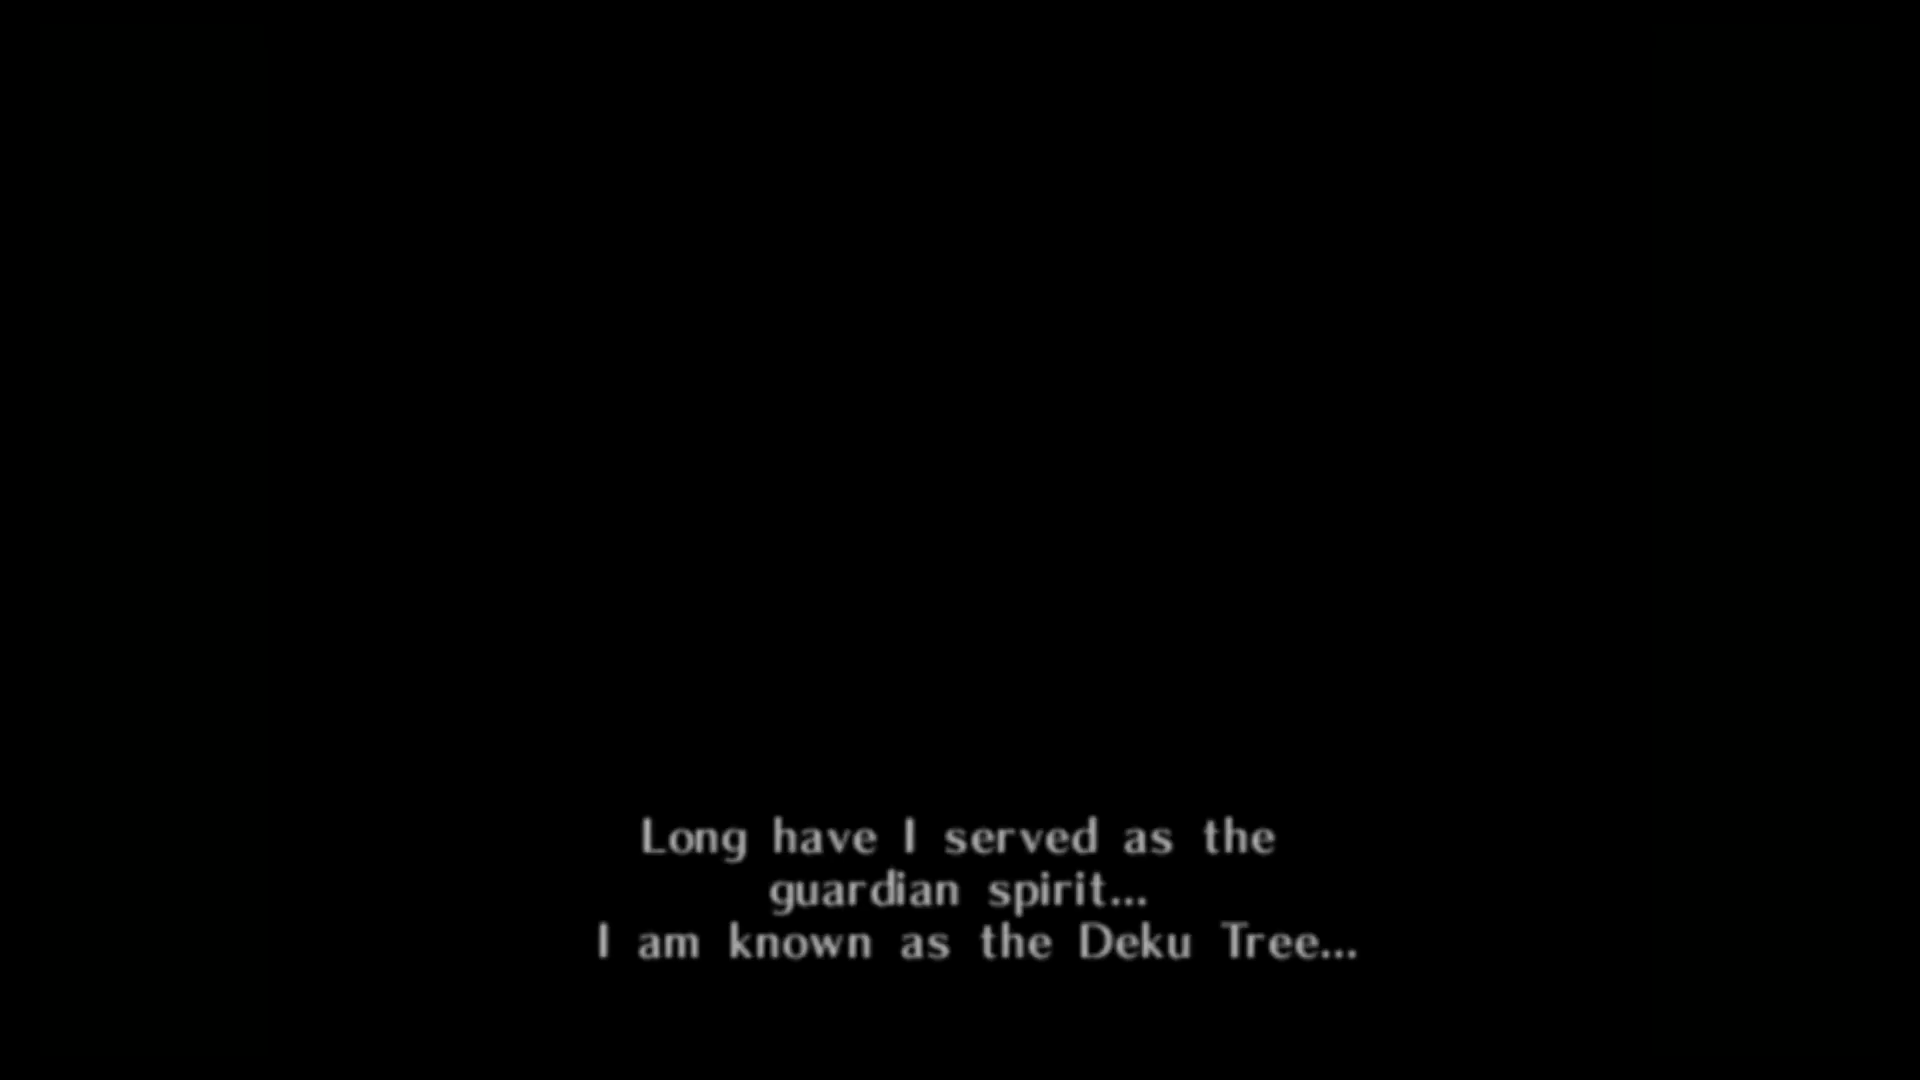 Long have I served as the
guardian spirit...
I am known as the Deku Tree...